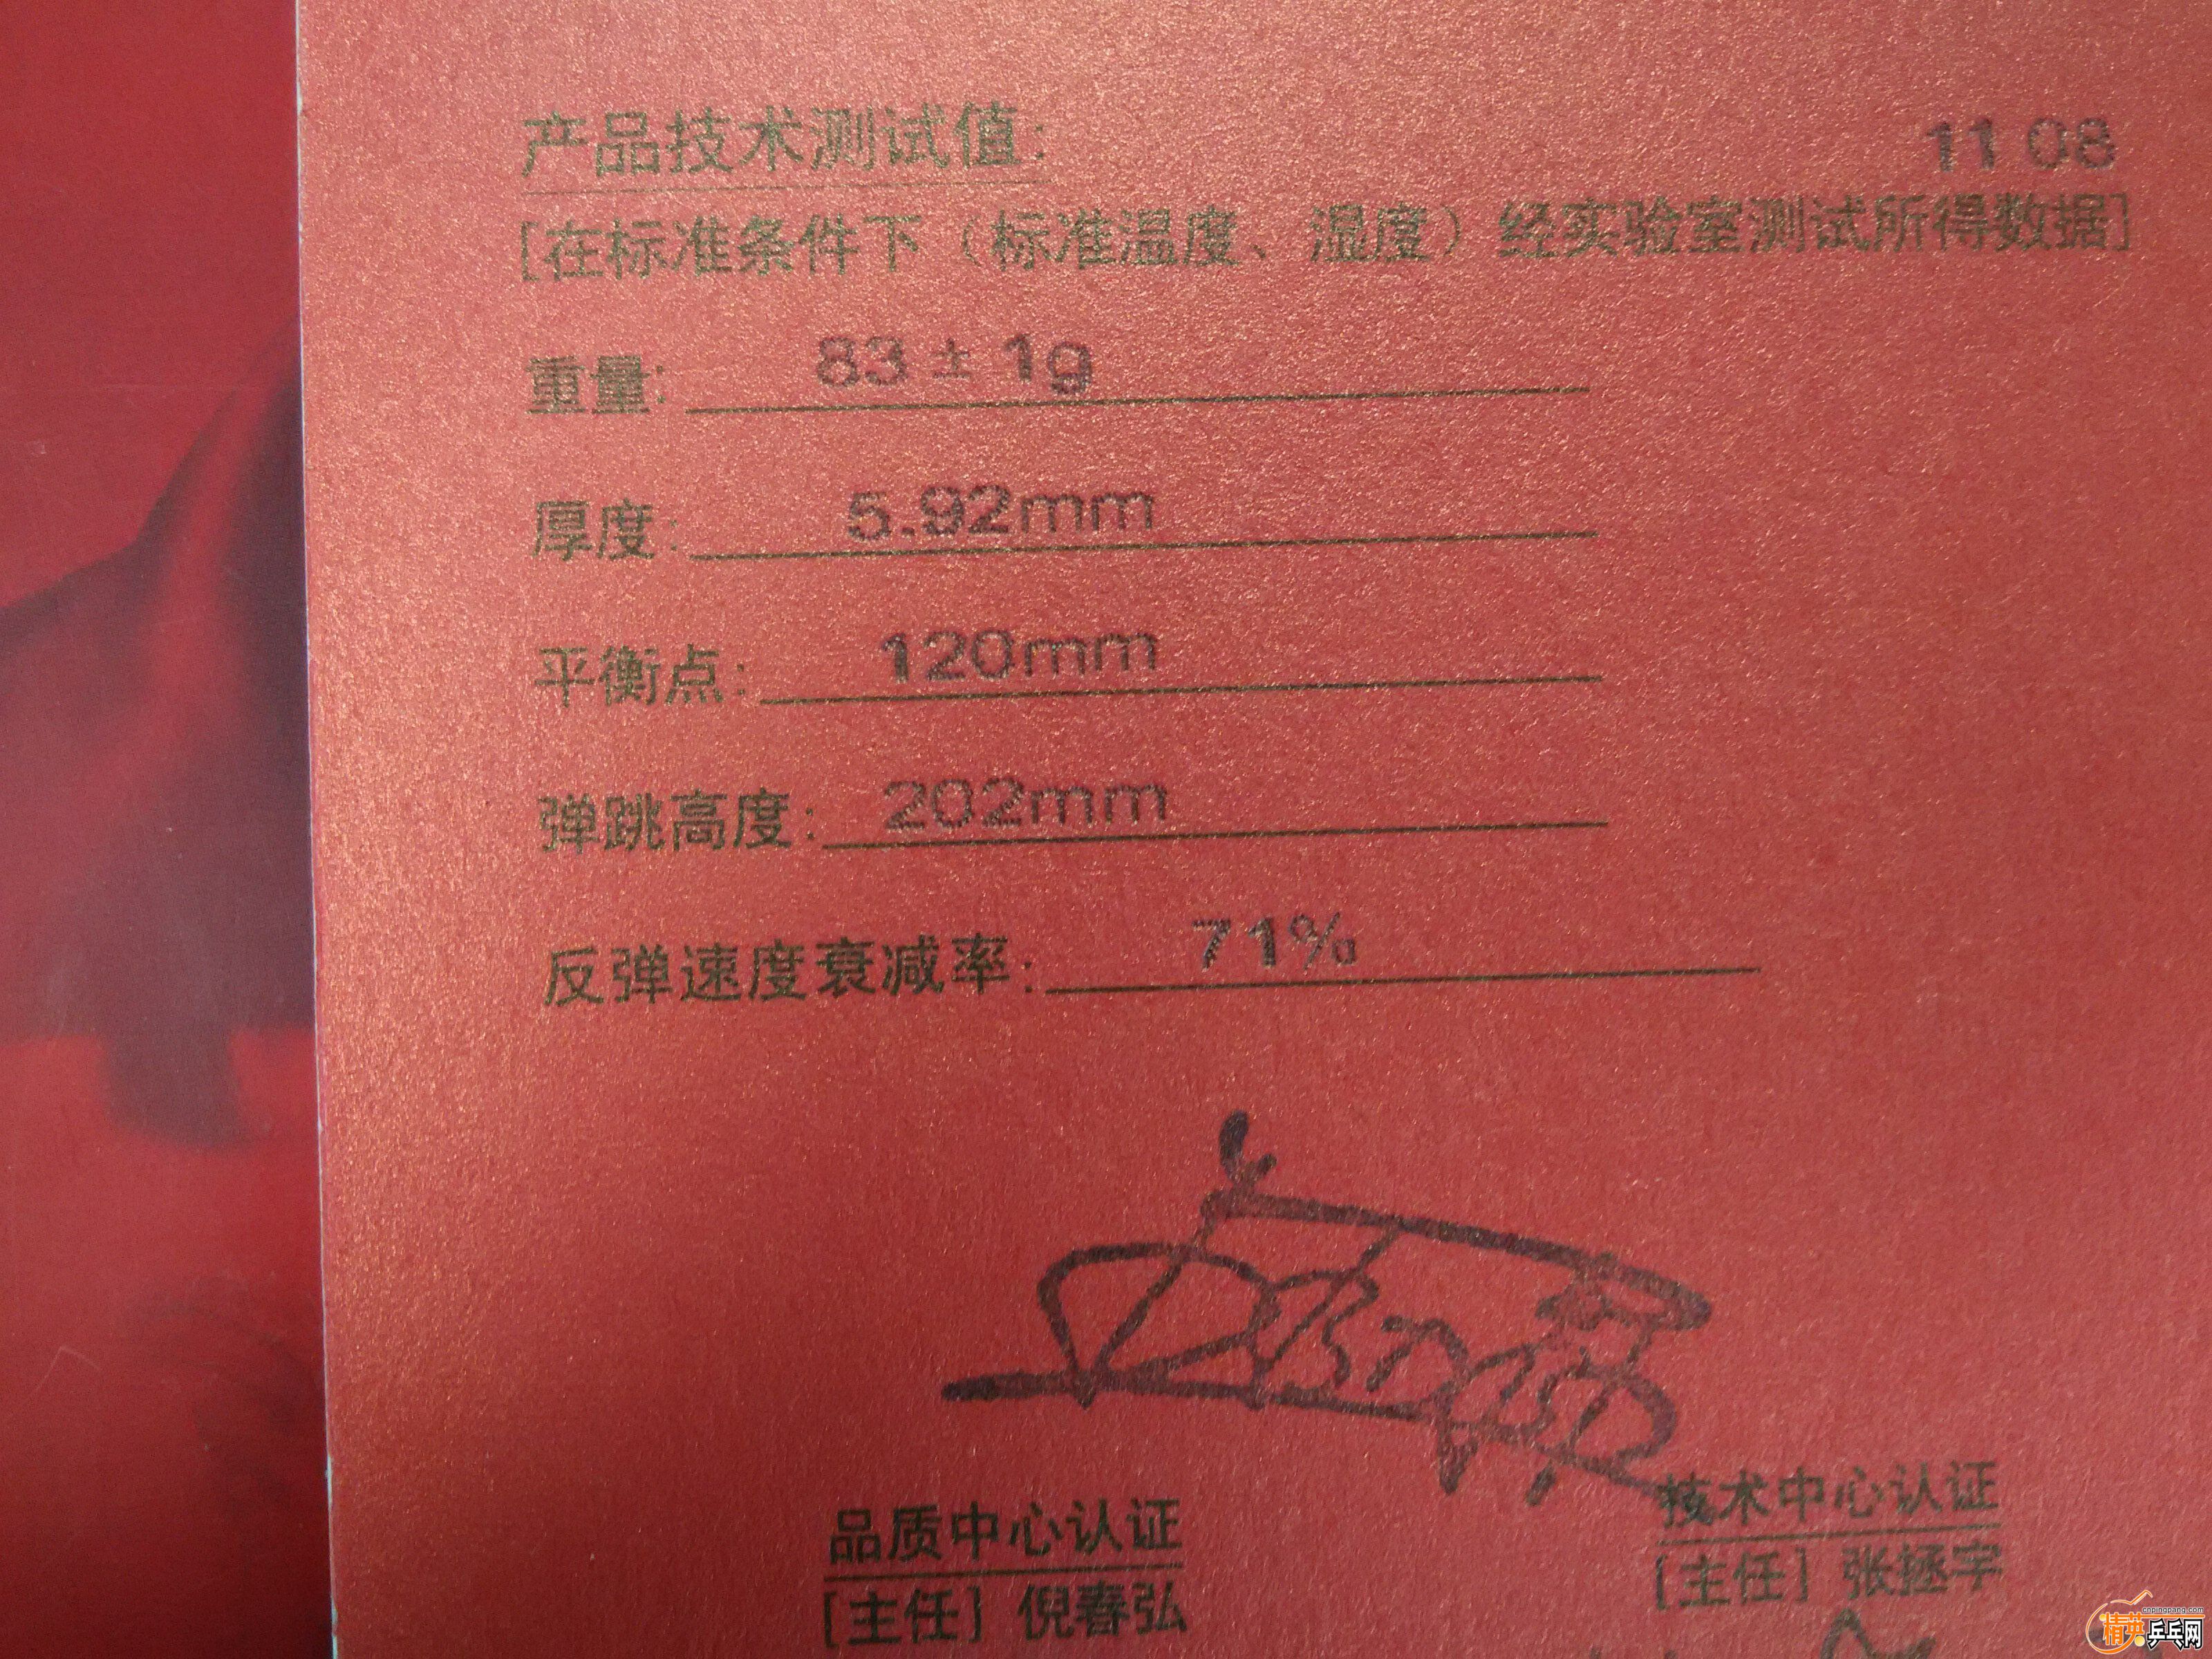 产品技术测试值:
11 08
[在标准条件下（标准温度、湿度）经实验室测试所得数据]
重量: 83 ± 1g
厚度: 5.92mm
平衡点: 120mm
弹跳高度: 202mm
反弹速度衰减率: 71%
品质中心认证
[主任] 倪春弘
技术中心认证
[主任] 张拯宇
cnpingpang.com
精英乒乓网